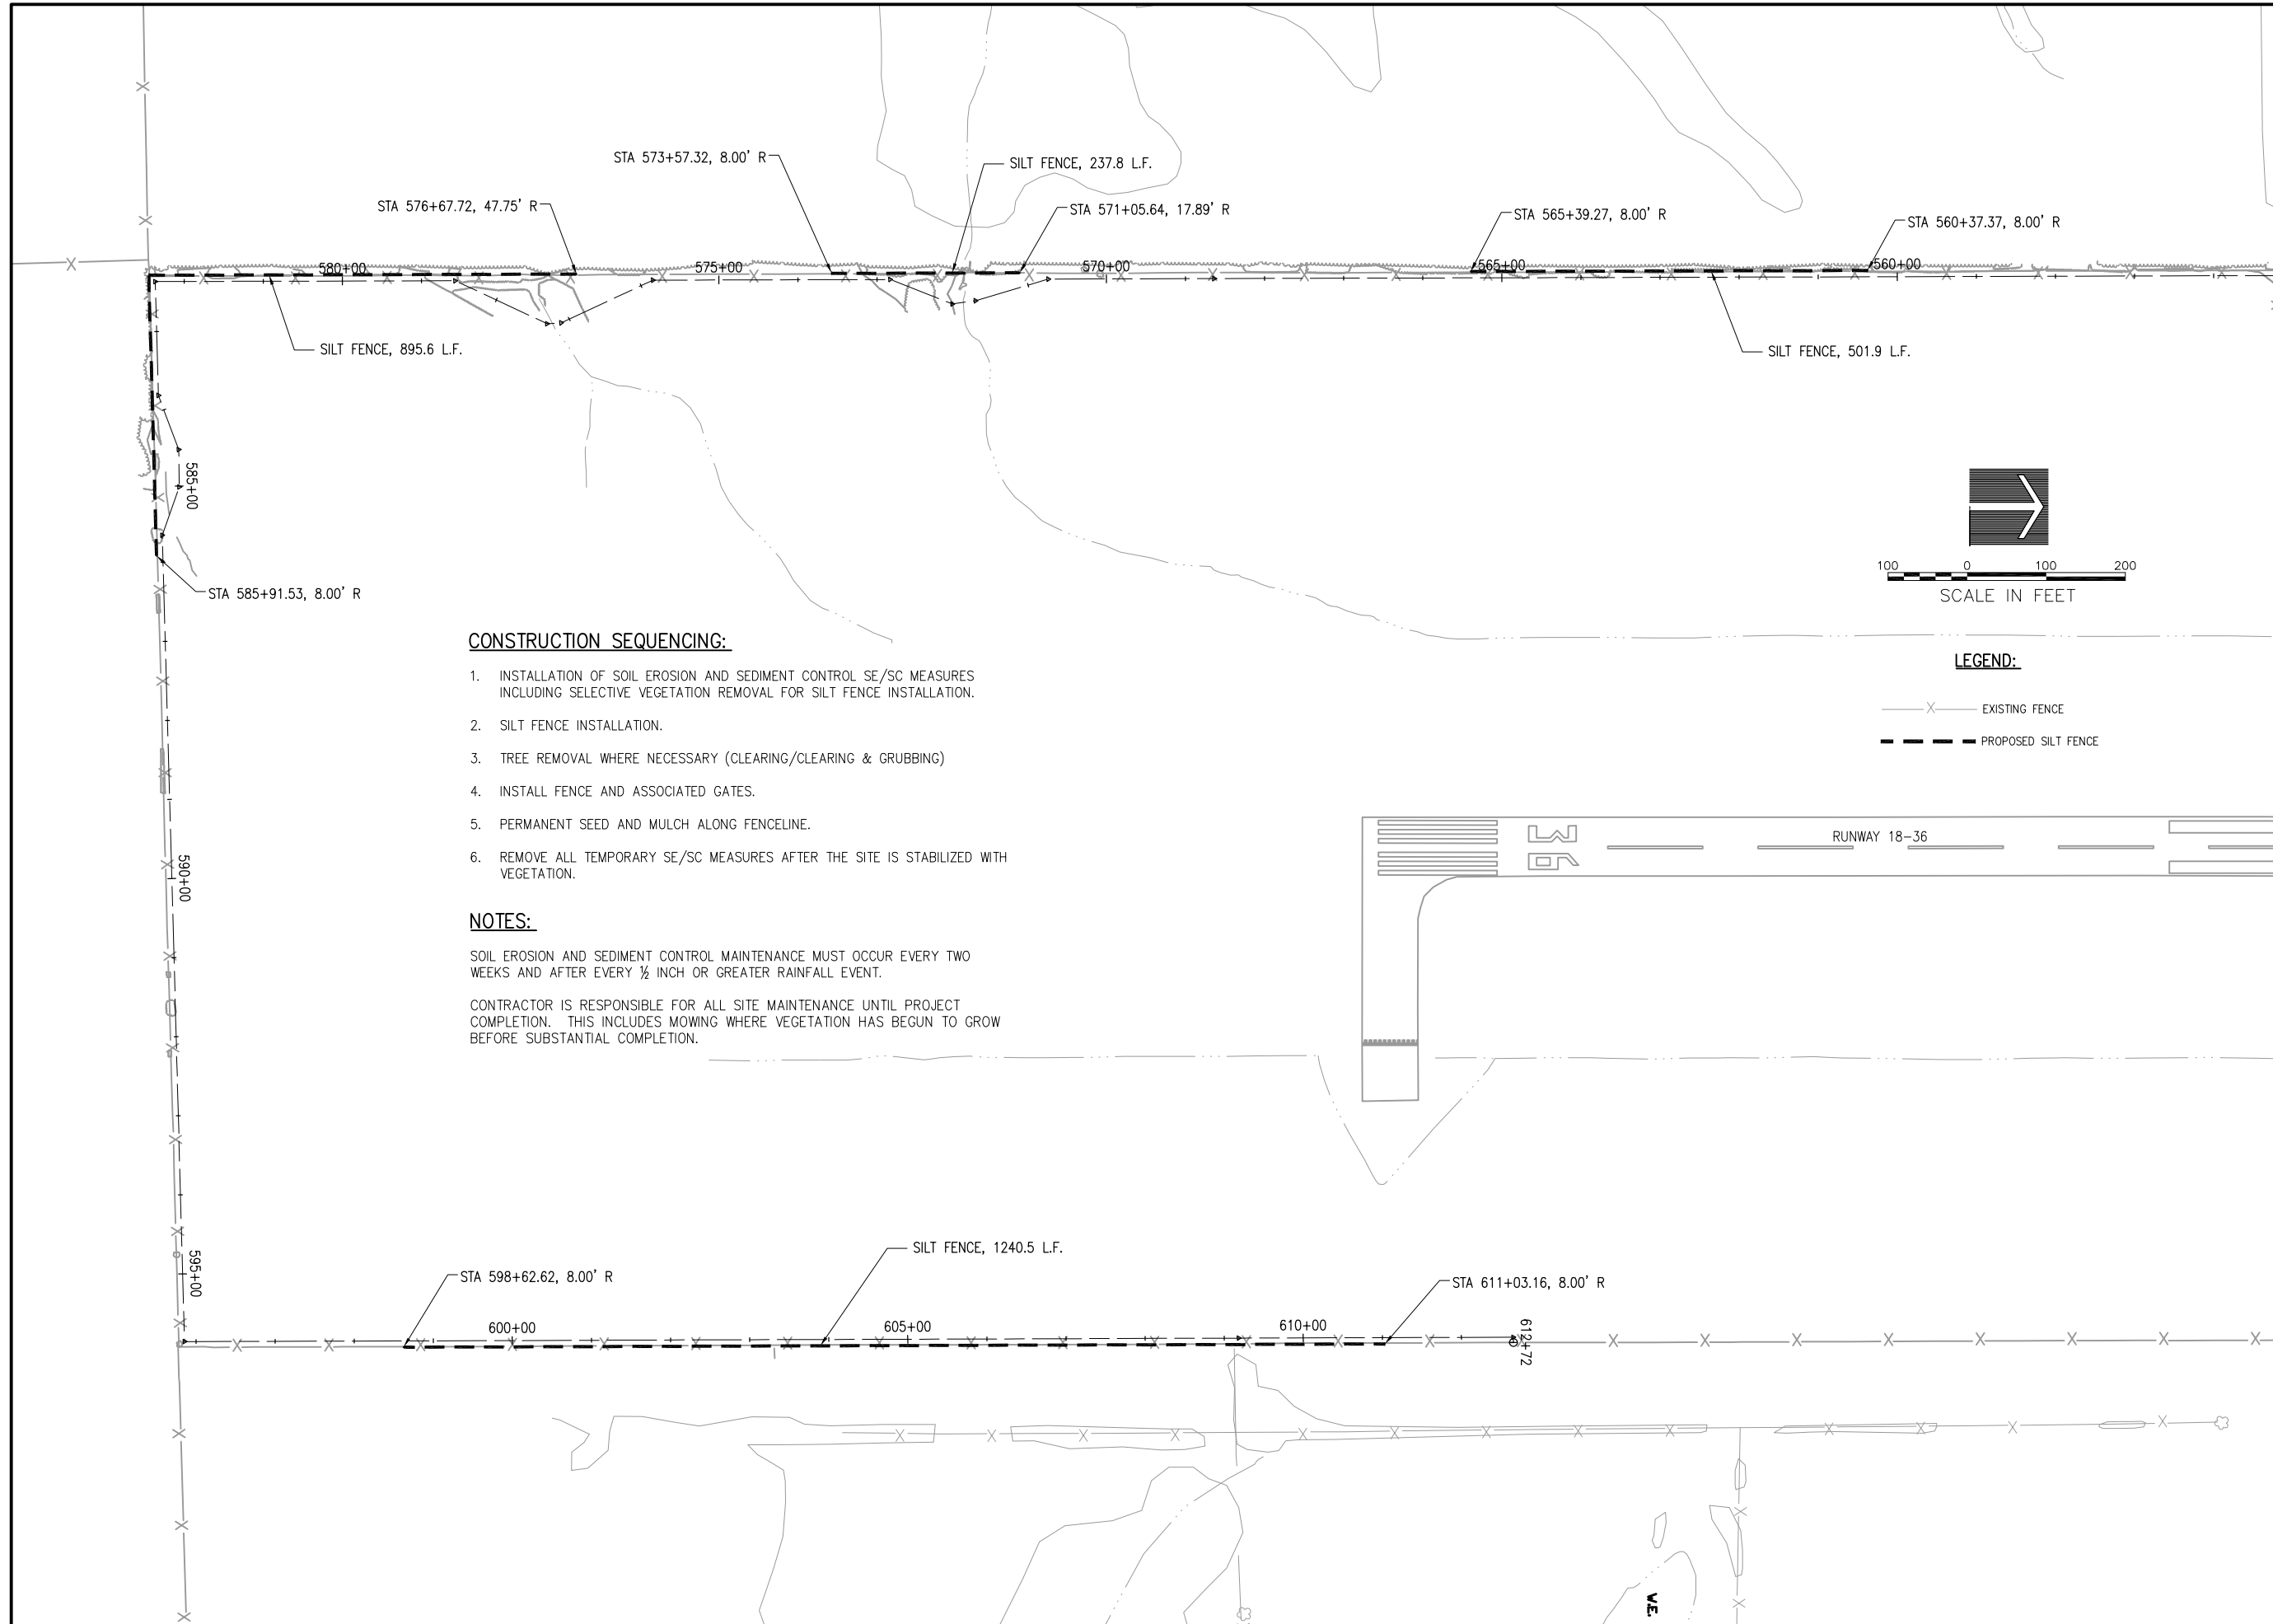 STA 573+57.32, 8.00' R
SILT FENCE, 237.8 L.F.
STA 576+67.72, 47.75' R
STA 571+05.64, 17.89' R
STA 565+39.27, 8.00' R
STA 560+37.37, 8.00' R
580+00
575+00
570+00
565+00
560+00
SILT FENCE, 895.6 L.F.
SILT FENCE, 501.9 L.F.
585+00
STA 585+91.53, 8.00' R
100 0 100 200
SCALE IN FEET
CONSTRUCTION SEQUENCING:
1. INSTALLATION OF SOIL EROSION AND SEDIMENT CONTROL SE/SC MEASURES
INCLUDING SELECTIVE VEGETATION REMOVAL FOR SILT FENCE INSTALLATION.
2. SILT FENCE INSTALLATION.
3. TREE REMOVAL WHERE NECESSARY (CLEARING/CLEARING & GRUBBING)
4. INSTALL FENCE AND ASSOCIATED GATES.
5. PERMANENT SEED AND MULCH ALONG FENCELINE.
6. REMOVE ALL TEMPORARY SE/SC MEASURES AFTER THE SITE IS STABILIZED WITH
VEGETATION.
LEGEND:
X EXISTING FENCE
PROPOSED SILT FENCE
RUNWAY 18-36
36
590+00
NOTES:
SOIL EROSION AND SEDIMENT CONTROL MAINTENANCE MUST OCCUR EVERY TWO
WEEKS AND AFTER EVERY ½ INCH OR GREATER RAINFALL EVENT.
CONTRACTOR IS RESPONSIBLE FOR ALL SITE MAINTENANCE UNTIL PROJECT
COMPLETION. THIS INCLUDES MOWING WHERE VEGETATION HAS BEGUN TO GROW
BEFORE SUBSTANTIAL COMPLETION.
595+00
SILT FENCE, 1240.5 L.F.
STA 598+62.62, 8.00' R
STA 611+03.16, 8.00' R
600+00
605+00
610+00
612+72
W.E.